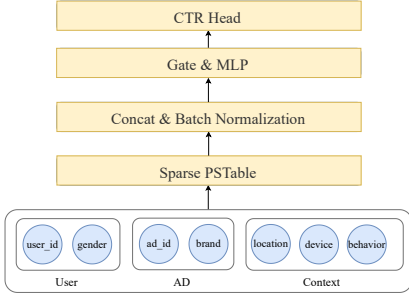 CTR Head
Gate & MLP
Concat & Batch Normalization
Sparse PSTable
user_id gender ad_id brand location device behavior
User AD Context